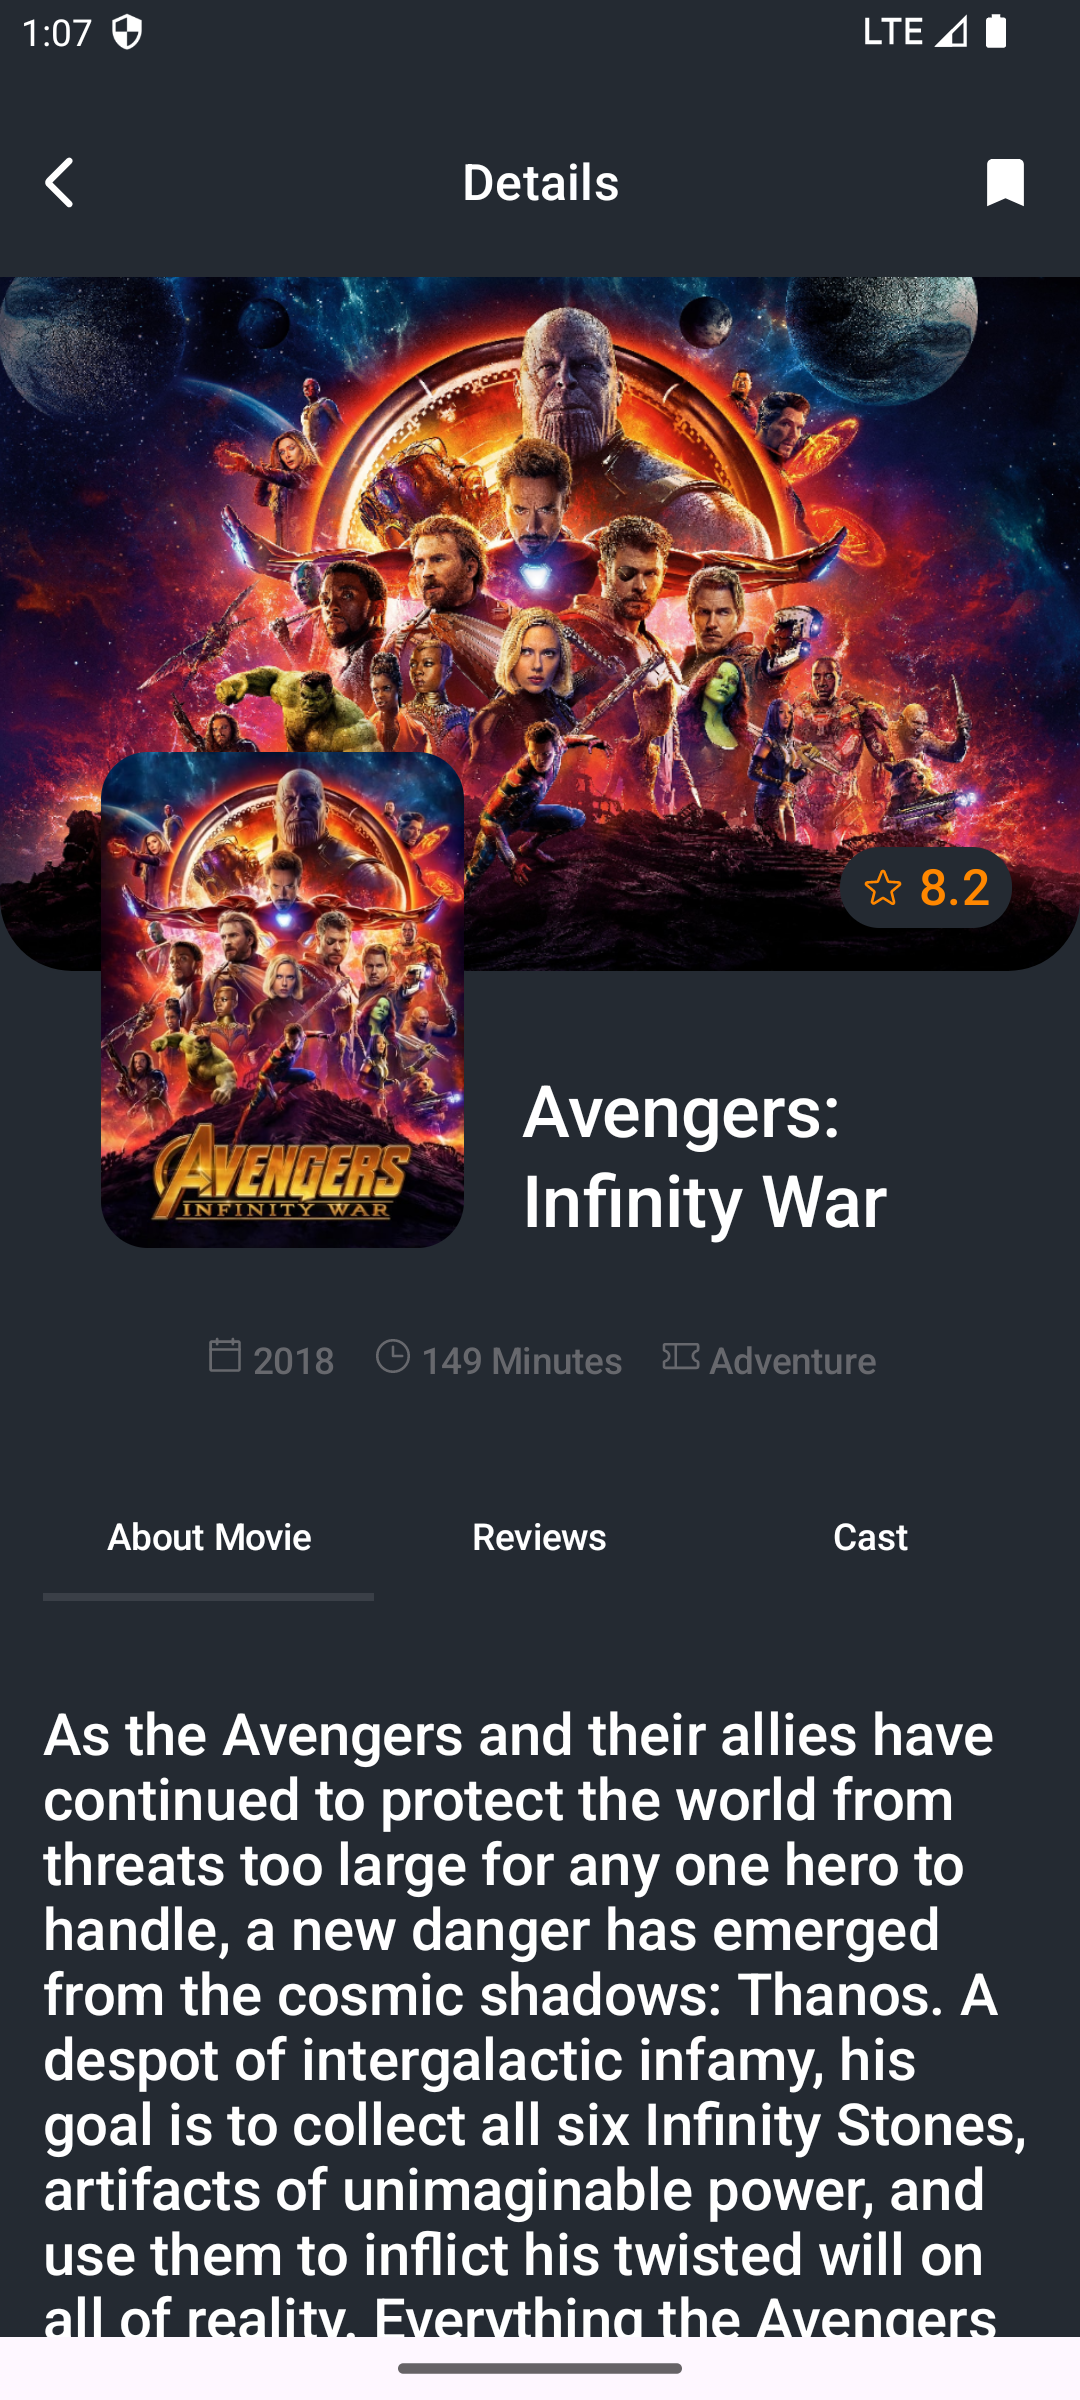 1:07
LTE
Details
8.2
AVENGERS
INFINITY WAR
Avengers:
Infinity War
2018
149 Minutes
Adventure
About Movie
Reviews
Cast
As the Avengers and their allies have
continued to protect the world from
threats too large for any one hero to
handle, a new danger has emerged
from the cosmic shadows: Thanos. A
despot of intergalactic infamy, his
goal is to collect all six Infinity Stones,
artifacts of unimaginable power, and
use them to inflict his twisted will on
all of reality. Everything the Avengers